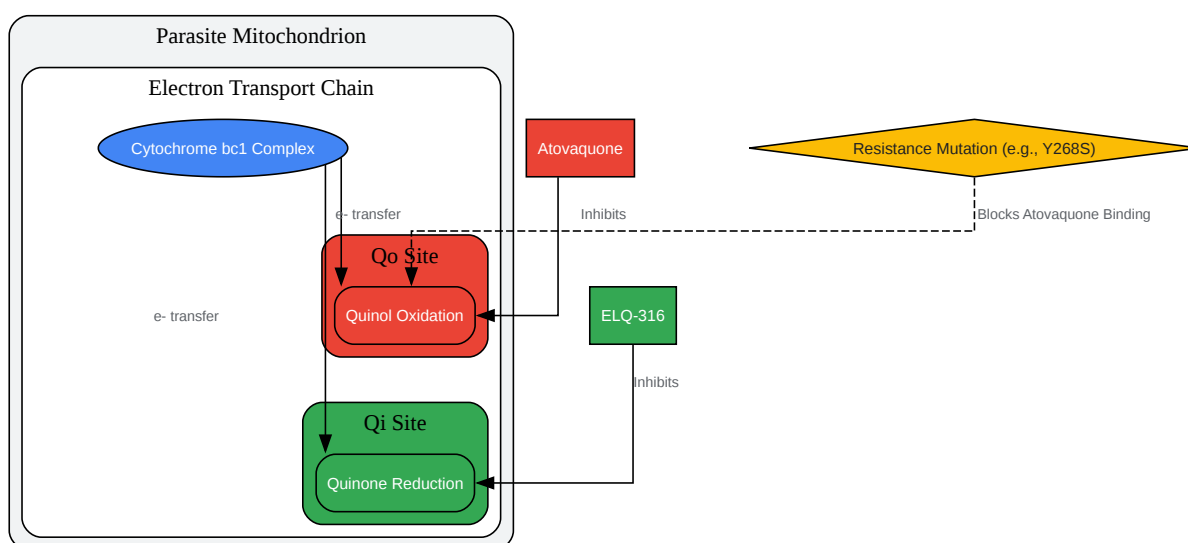 Parasite Mitochondrion
Electron Transport Chain
Cytochrome bc1 Complex
Atovaquone
Resistance Mutation (e.g., Y268S)
e- transfer
Inhibits
Blocks Atovaquone Binding
Qo Site
Quinol Oxidation
ELQ-316
e- transfer
Inhibits
Qi Site
Quinone Reduction